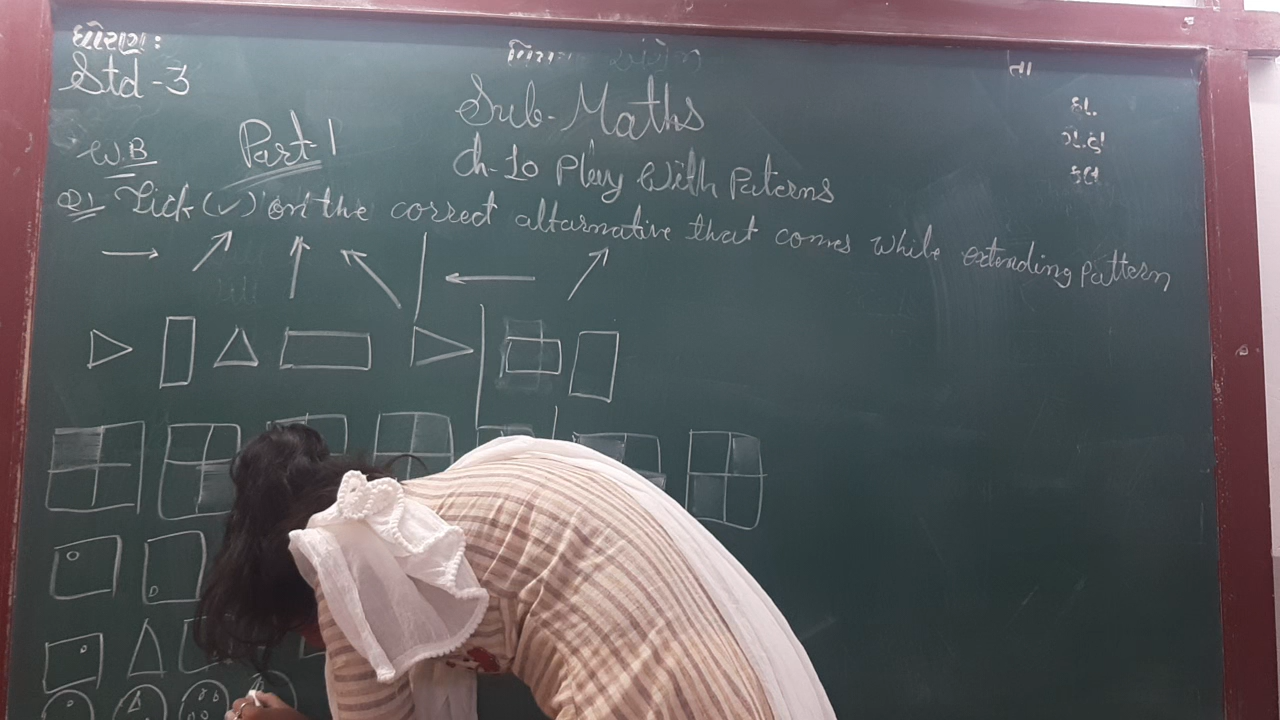 ધોરણ:
Std-3
Sub-Maths
W.B Part-1
Ch-10 Play With Paterns
Q1 Tick (✓) on the correct altarnative that comes while extending pattern